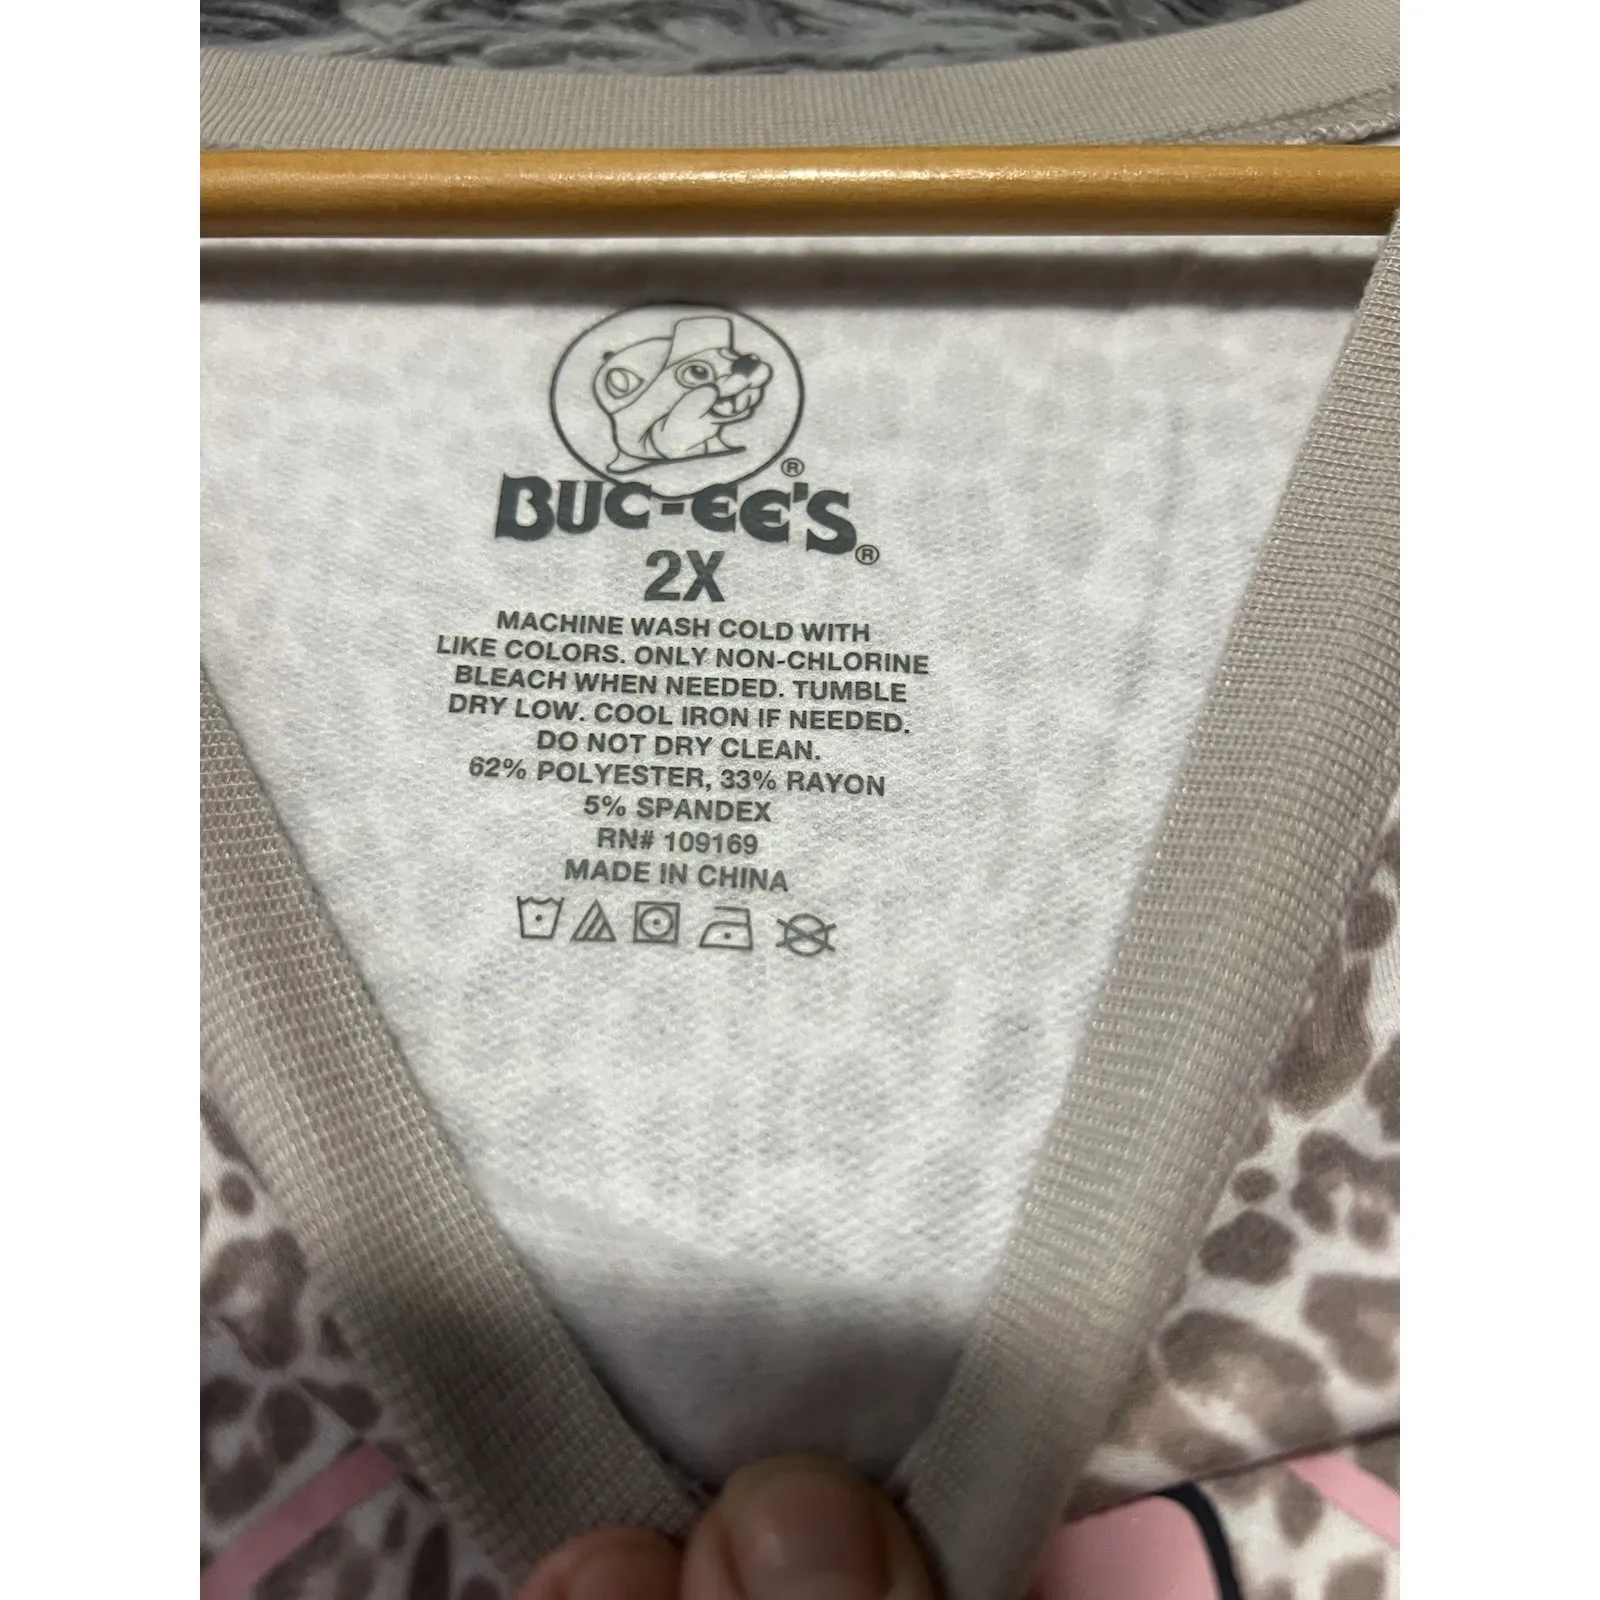 BUC-EE'S®
2X
MACHINE WASH COLD WITH
LIKE COLORS. ONLY NON-CHLORINE
BLEACH WHEN NEEDED. TUMBLE
DRY LOW. COOL IRON IF NEEDED.
DO NOT DRY CLEAN.
62% POLYESTER, 33% RAYON
5% SPANDEX
RN# 109169
MADE IN CHINA